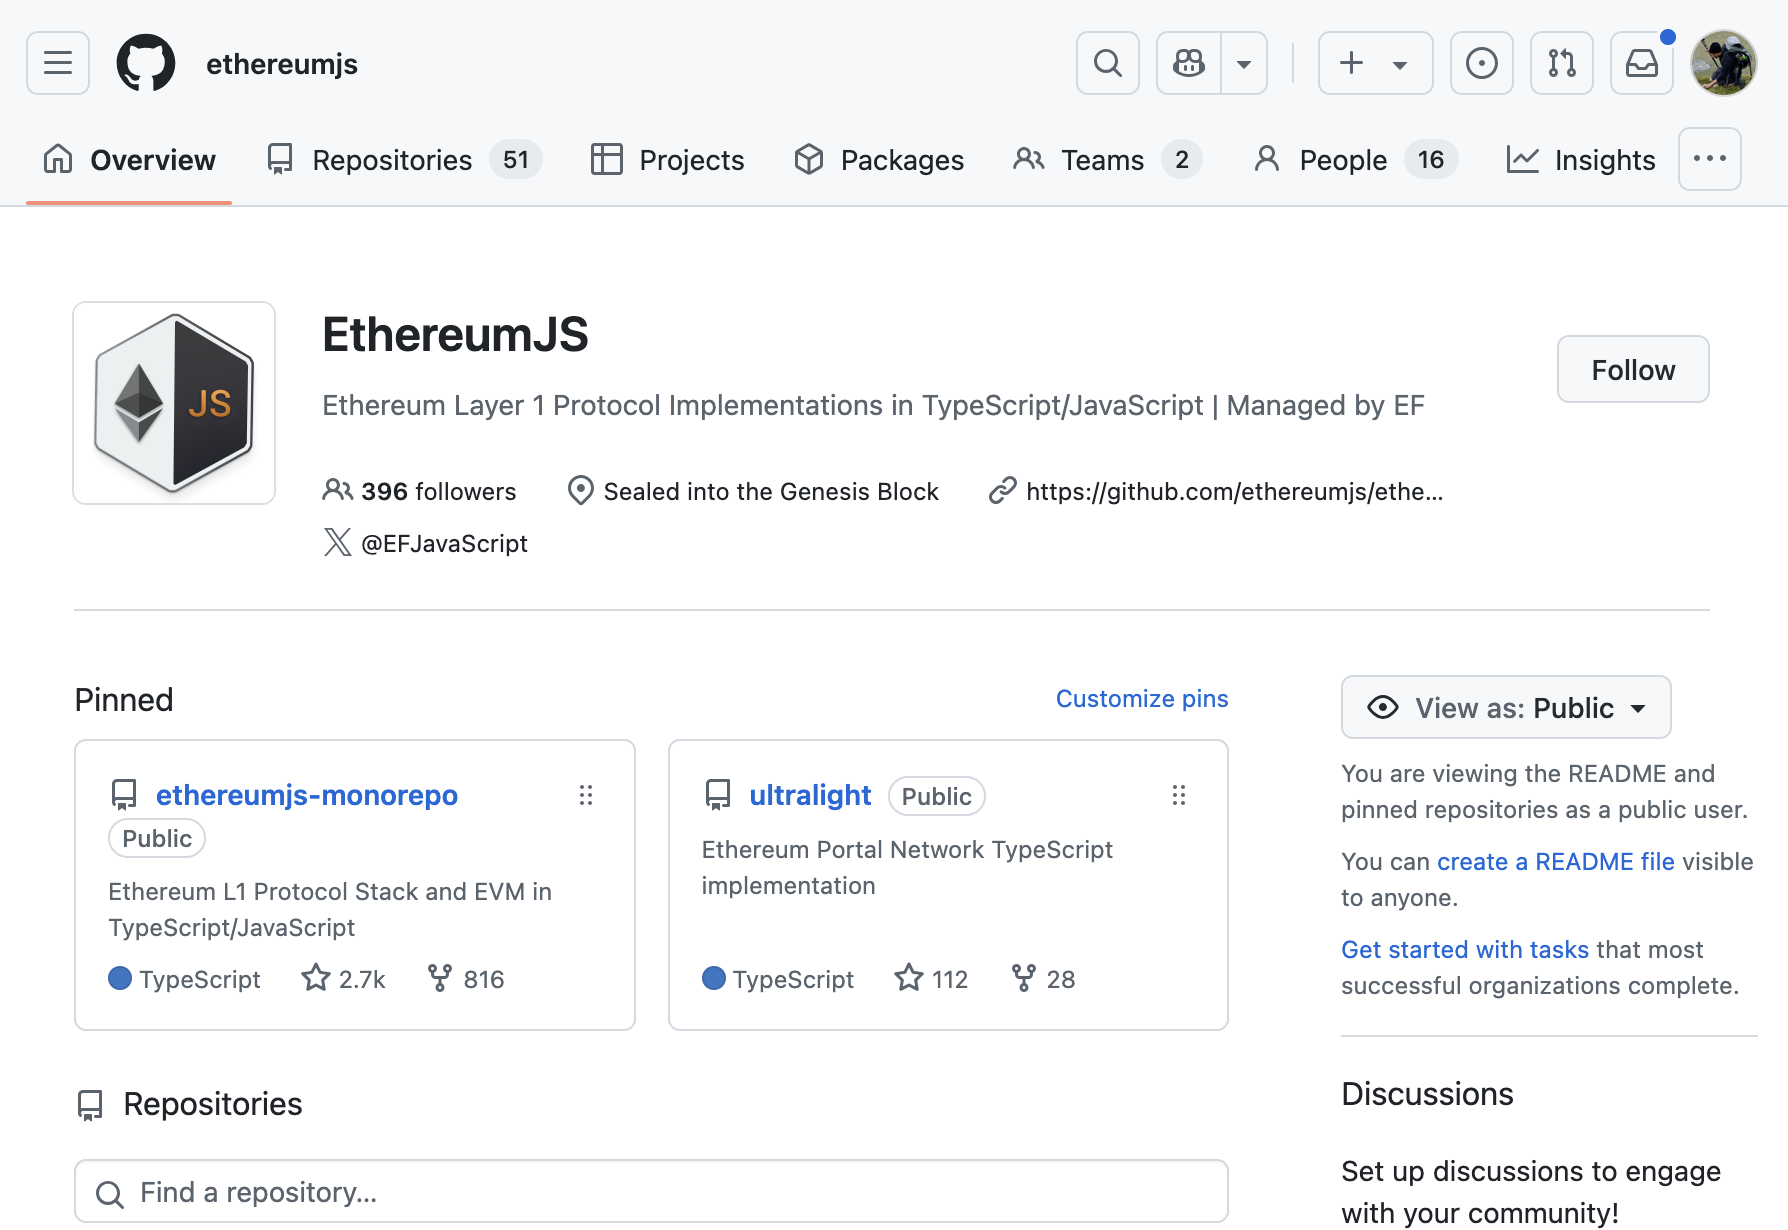 ethereumjs
Overview
Repositories 51
Projects
Packages
Teams 2
People 16
Insights
JS
EthereumJS
Ethereum Layer 1 Protocol Implementations in TypeScript/JavaScript | Managed by EF
Follow
396 followers
Sealed into the Genesis Block
https://github.com/ethereumjs/ethe...
@EFJavaScript
Pinned
Customize pins
ethereumjs-monorepo
Public
Ethereum L1 Protocol Stack and EVM in
TypeScript/JavaScript
TypeScript 2.7k 816
ultralight Public
Ethereum Portal Network TypeScript
implementation
TypeScript 112 28
Repositories
Find a repository...
View as: Public
You are viewing the README and
pinned repositories as a public user.
You can create a README file visible
to anyone.
Get started with tasks that most
successful organizations complete.
Discussions
Set up discussions to engage
with your community!